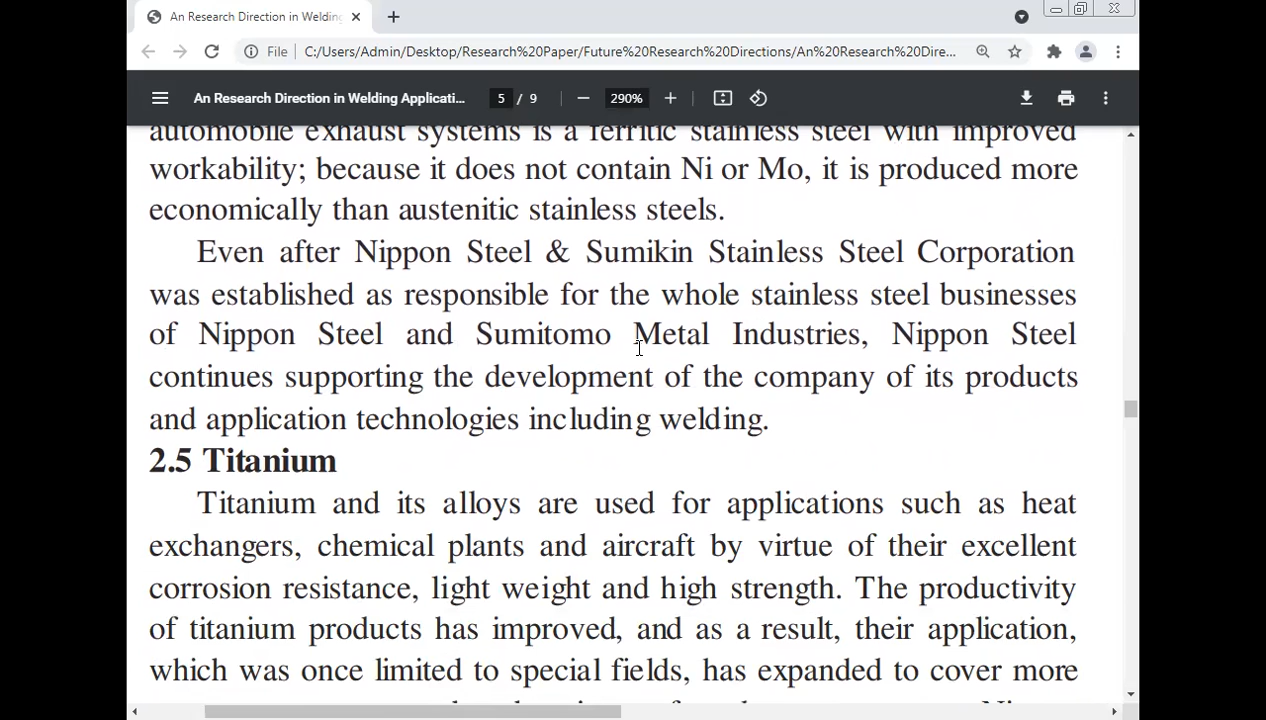 An Research Direction in Welding
File
C:/Users/Admin/Desktop/Research%20Paper/Future%20Research%20Directions/An%20Research%20Dire...
An Research Direction in Welding Applicati...
5 / 9
290%
automobile exhaust systems is a ferritic stainless steel with improved
workability; because it does not contain Ni or Mo, it is produced more
economically than austenitic stainless steels.
Even after Nippon Steel & Sumikin Stainless Steel Corporation
was established as responsible for the whole stainless steel businesses
of Nippon Steel and Sumitomo Metal Industries, Nippon Steel
continues supporting the development of the company of its products
and application technologies including welding.
2.5 Titanium
Titanium and its alloys are used for applications such as heat
exchangers, chemical plants and aircraft by virtue of their excellent
corrosion resistance, light weight and high strength. The productivity
of titanium products has improved, and as a result, their application,
which was once limited to special fields, has expanded to cover more